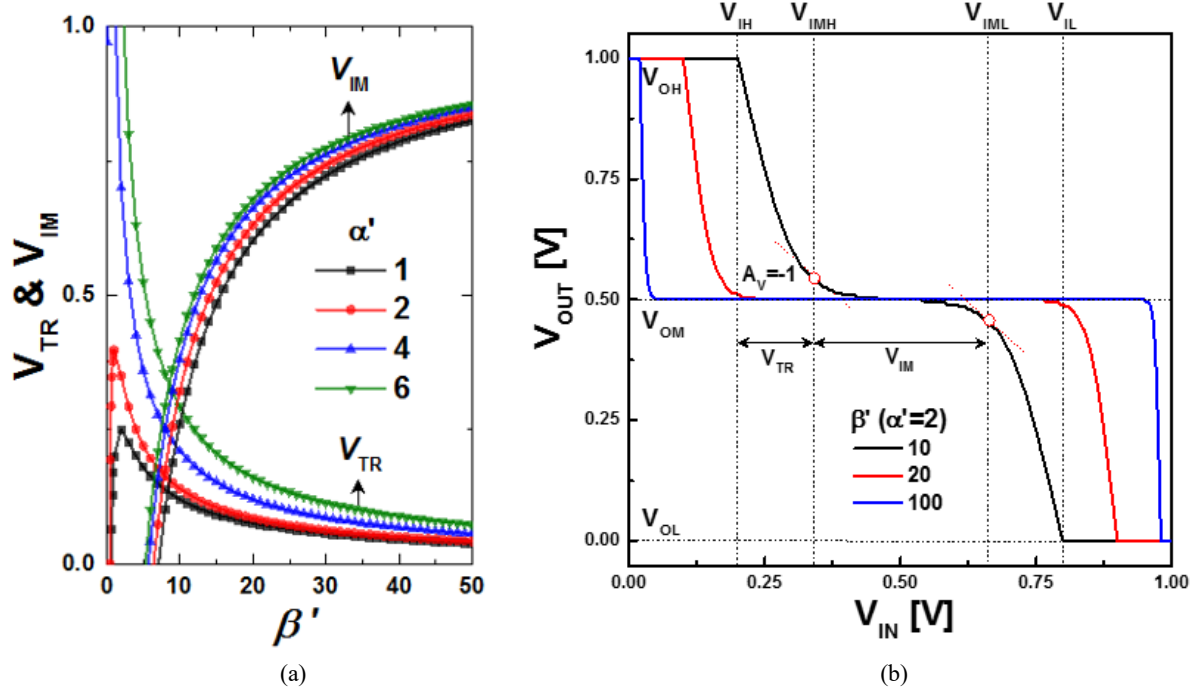 V_TR & V_IM
1.0
0.5
0.0
V_IM
α'
1
2
4
6
V_TR
0 10 20 30 40 50
β'
(a)
V_IH V_IMH V_IML V_IL
V_OUT [V]
1.00
0.75
0.50
0.25
0.00
V_OH
A_V=-1
V_OM
V_TR V_IM
β' (α'=2)
10
20
100
V_OL
0.00 0.25 0.50 0.75 1.00
V_IN [V]
(b)